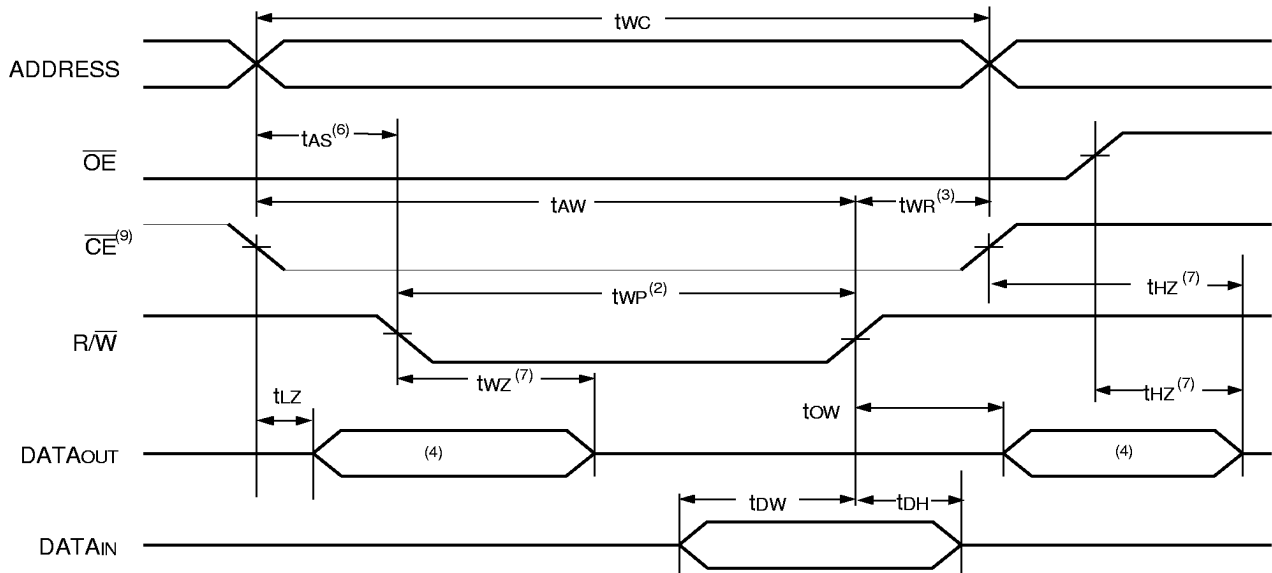 tWC
ADDRESS
tAS(6)
OE
tAW
tWR(3)
CE(9)
tWP(2)
tHZ(7)
R/W
tWZ(7)
tHZ(7)
tLZ
tOW
DATAOUT
(4)
(4)
tDW
tDH
DATAIN